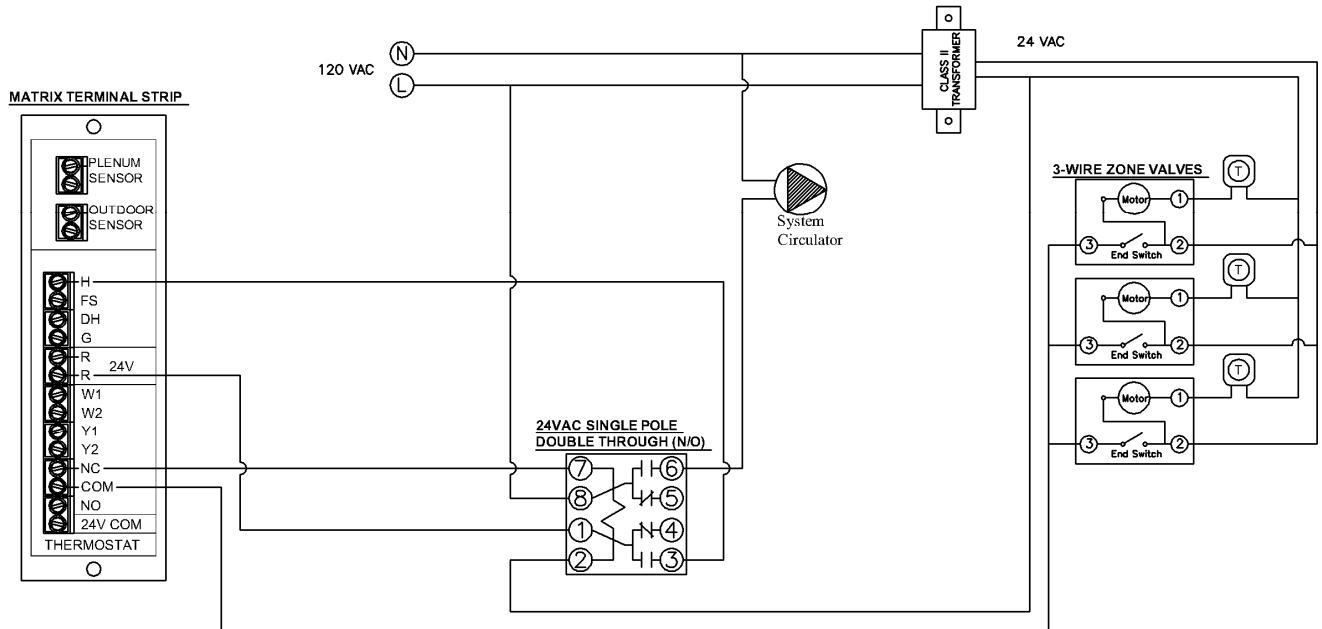 MATRIX TERMINAL STRIP
PLENUM
SENSOR
OUTDOOR
SENSOR
H
FS
DH
G
R
24V
R
W1
W2
Y1
Y2
NC
COM
NO
24V COM
THERMOSTAT
120 VAC
N
L
CLASS II
TRANSFORMER
24 VAC
System
Circulator
24VAC SINGLE POLE
DOUBLE THROUGH (N/O)
7
6
8
5
1
4
2
3
3-WIRE ZONE VALVES
T
Motor
1
3
2
End Switch
T
Motor
1
3
2
End Switch
T
Motor
1
3
2
End Switch